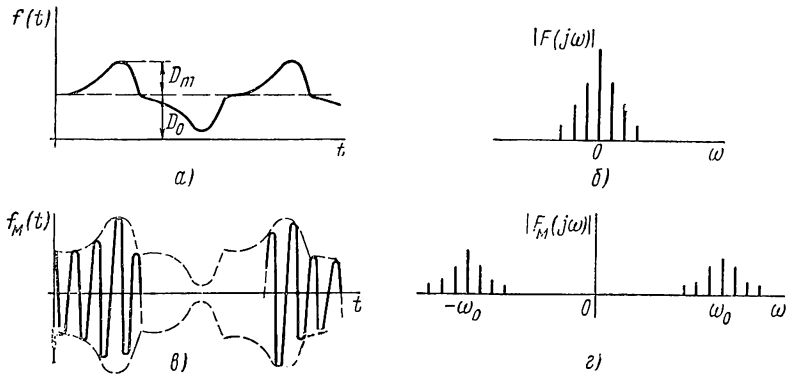 f(t)
D_m
D_0
t
а)
|F(jω)|
0
ω
б)
f_M(t)
t
в)
|F_M(jω)|
-ω_0
0
ω_0
ω
г)